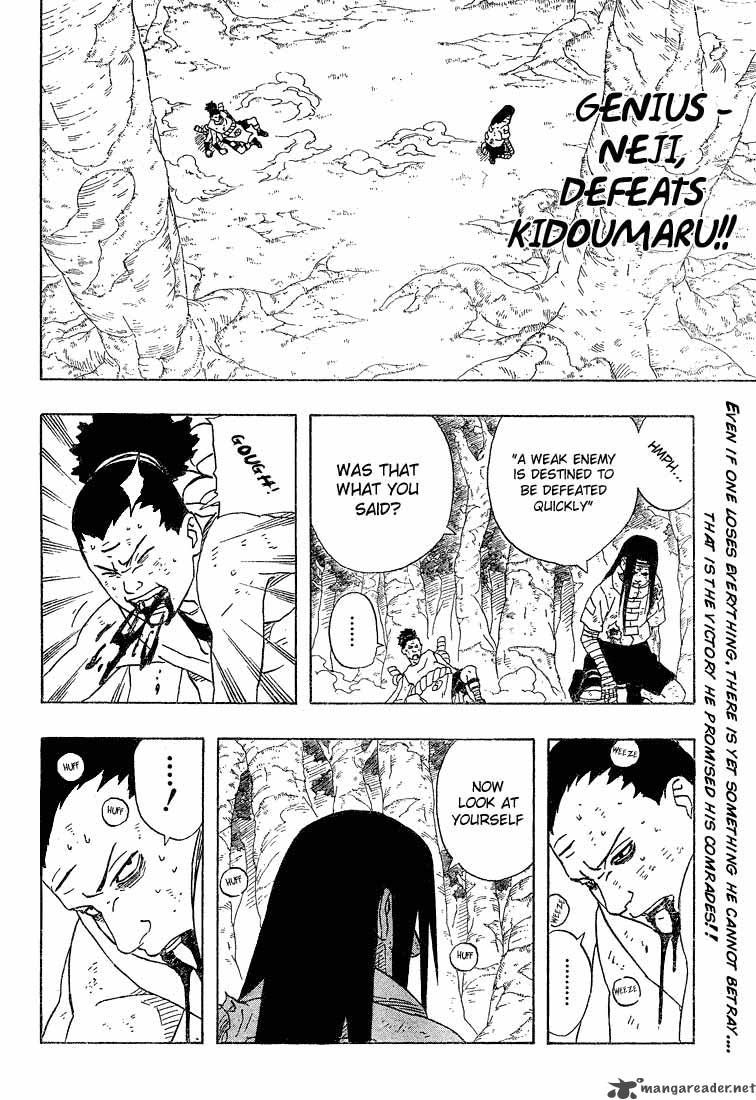 GENIUS -
NEJI,
DEFEATS
KIDOUMARU!!
EVEN IF ONE LOSES EVERYTHING, THERE IS YET SOMETHING HE CANNOT BETRAY....
THAT IS THE VICTORY HE PROMISED HIS COMRADES!!
HMPH...
"A WEAK ENEMY
IS DESTINED
TO BE
DEFEATED
QUICKLY"
WAS THAT
WHAT YOU
SAID?
.....
GOUGH!
WEEZE
WEEZE
.....
WEEZE
NOW
LOOK AT
YOURSELF
HUFF
HUFF
.....!
HUFF
HUFF
mangareader.net